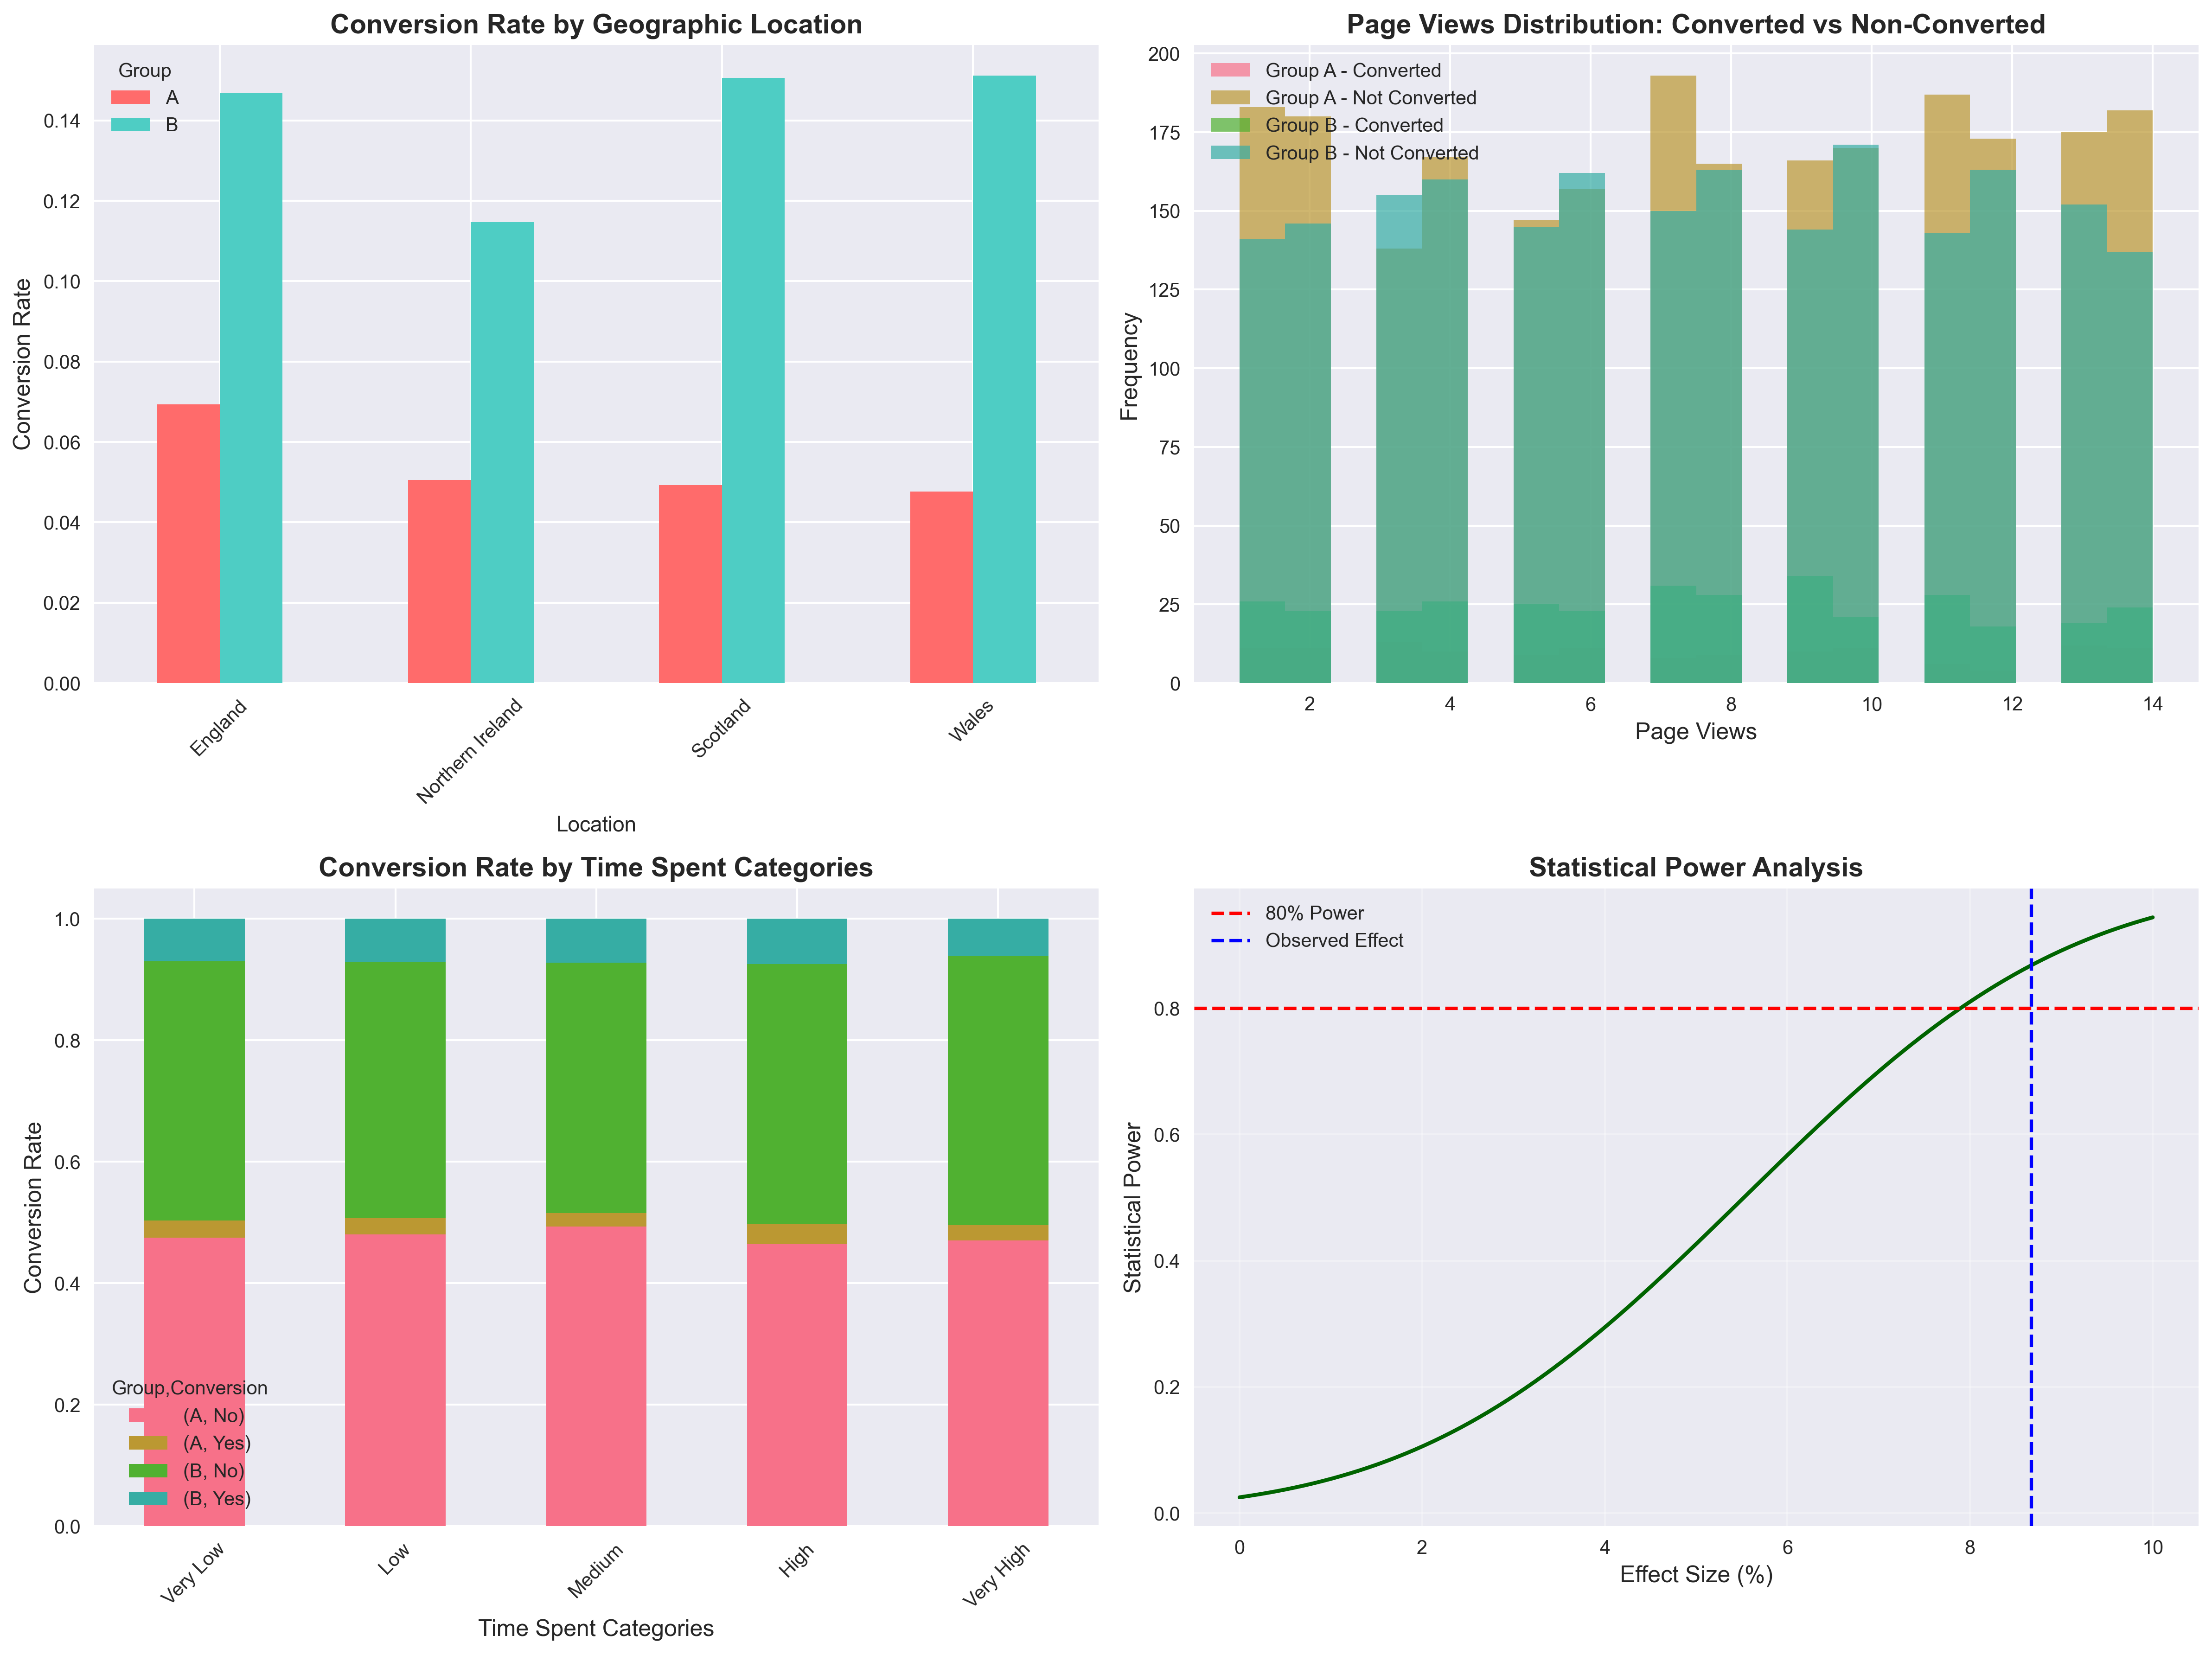 Conversion Rate by Geographic Location
Group
A
B
Conversion Rate
0.14
0.12
0.10
0.08
0.06
0.04
0.02
0.00
England
Northern Ireland
Scotland
Wales
Location
Page Views Distribution: Converted vs Non-Converted
Group A - Converted
Group A - Not Converted
Group B - Converted
Group B - Not Converted
Frequency
200
175
150
125
100
75
50
25
0
2
4
6
8
10
12
14
Page Views
Conversion Rate by Time Spent Categories
Conversion Rate
1.0
0.8
0.6
0.4
0.2
0.0
Group,Conversion
(A, No)
(A, Yes)
(B, No)
(B, Yes)
Very Low
Low
Medium
High
Very High
Time Spent Categories
Statistical Power Analysis
80% Power
Observed Effect
Statistical Power
0.8
0.6
0.4
0.2
0.0
0
2
4
6
8
10
Effect Size (%)